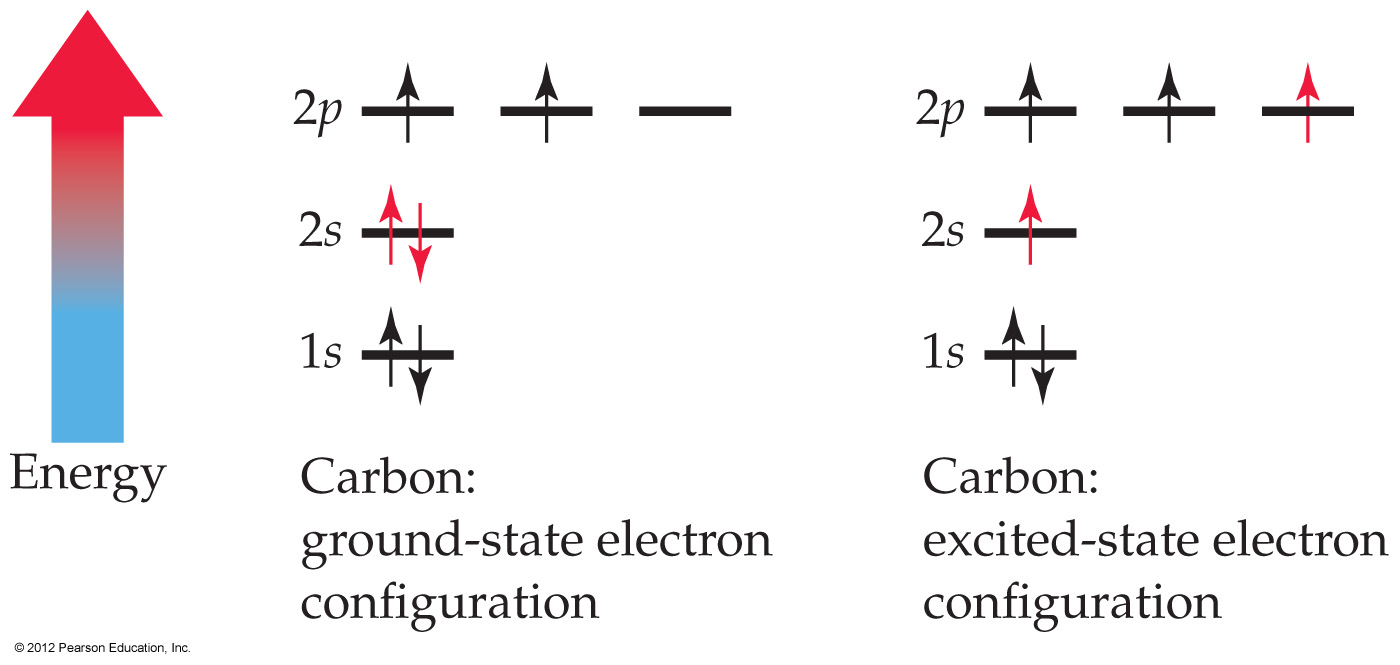 2p
2p
2s
2s
1s
1s
Energy
Carbon:
ground-state electron
configuration
Carbon:
excited-state electron
configuration
© 2012 Pearson Education, Inc.